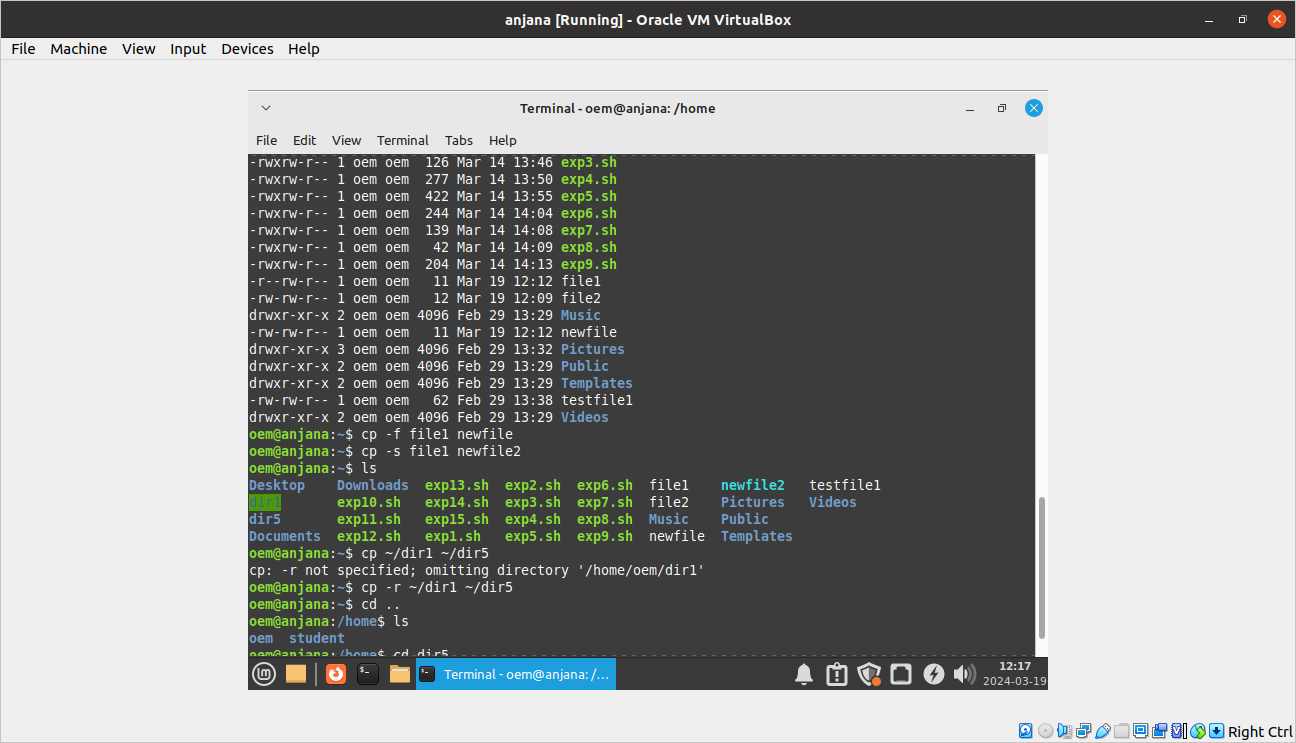 anjana [Running] - Oracle VM VirtualBox
File Machine View Input Devices Help
Terminal - oem@anjana: /home
File Edit View Terminal Tabs Help
-rwxrw-r-- 1 oem oem  126 Mar 14 13:46 exp3.sh
-rwxrw-r-- 1 oem oem  277 Mar 14 13:50 exp4.sh
-rwxrw-r-- 1 oem oem  422 Mar 14 13:55 exp5.sh
-rwxrw-r-- 1 oem oem  244 Mar 14 14:04 exp6.sh
-rwxrw-r-- 1 oem oem  139 Mar 14 14:08 exp7.sh
-rwxrw-r-- 1 oem oem   42 Mar 14 14:09 exp8.sh
-rwxrw-r-- 1 oem oem  204 Mar 14 14:13 exp9.sh
-r--rw-r-- 1 oem oem   11 Mar 19 12:12 file1
-rw-rw-r-- 1 oem oem   12 Mar 19 12:09 file2
drwxr-xr-x 2 oem oem 4096 Feb 29 13:29 Music
-rw-rw-r-- 1 oem oem   11 Mar 19 12:12 newfile
drwxr-xr-x 3 oem oem 4096 Feb 29 13:32 Pictures
drwxr-xr-x 2 oem oem 4096 Feb 29 13:29 Public
drwxr-xr-x 2 oem oem 4096 Feb 29 13:29 Templates
-rw-rw-r-- 1 oem oem   62 Feb 29 13:38 testfile1
drwxr-xr-x 2 oem oem 4096 Feb 29 13:29 Videos
oem@anjana:~$ cp -f file1 newfile
oem@anjana:~$ cp -s file1 newfile2
oem@anjana:~$ ls
Desktop    Downloads  exp13.sh  exp2.sh  exp6.sh  file1    newfile2   testfile1
dir1       exp10.sh   exp14.sh  exp3.sh  exp7.sh  file2    Pictures   Videos
dir5       exp11.sh   exp15.sh  exp4.sh  exp8.sh  Music    Public
Documents  exp12.sh   exp1.sh   exp5.sh  exp9.sh  newfile  Templates
oem@anjana:~$ cp ~/dir1 ~/dir5
cp: -r not specified; omitting directory '/home/oem/dir1'
oem@anjana:~$ cp -r ~/dir1 ~/dir5
oem@anjana:~$ cd ..
oem@anjana:/home$ ls
oem  student
oem@anjana:/home$ cd dir5
Terminal - oem@anjana: /...
12:17
2024-03-19
Right Ctrl